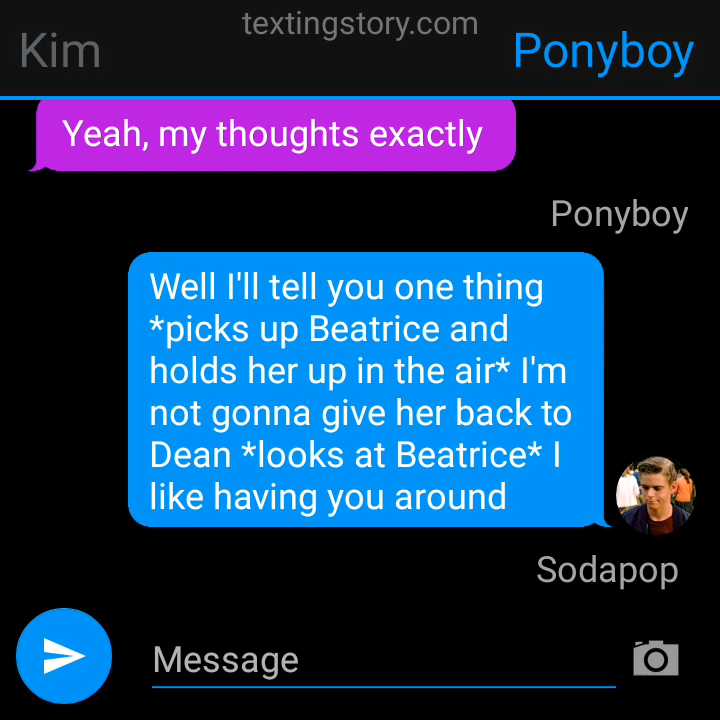 textingstory.com
Kim
Ponyboy
Yeah, my thoughts exactly
Ponyboy
Well I'll tell you one thing
*picks up Beatrice and
holds her up in the air* I'm
not gonna give her back to
Dean *looks at Beatrice* I
like having you around
Sodapop
Message